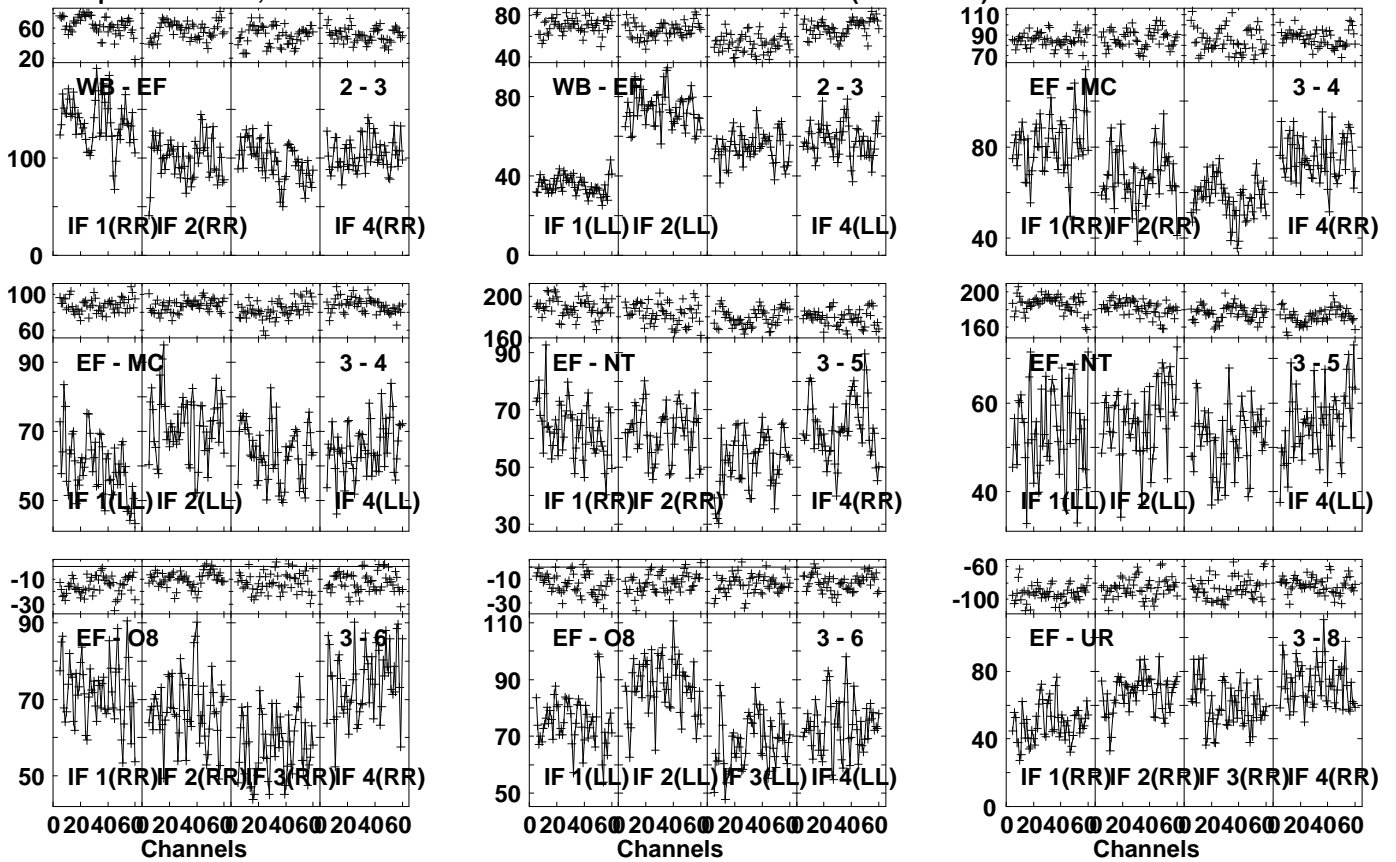 60
20
WB - EF 2 - 3
100
IF 1(RR) IF 2(RR) IF 4(RR)
0
80
40
WB - EF 2 - 3
80
40
IF 1(LL) IF 2(LL) IF 4(LL)
0
110
90
70
EF - MC 3 - 4
80
IF 1(RR) IF 2(RR) IF 4(RR)
40
100
60
90
EF - MC 3 - 4
70
50
IF 1(LL) IF 2(LL) IF 4(LL)
200
160
90
EF - NT 3 - 5
70
50
IF 1(RR) IF 2(RR) IF 4(RR)
30
200
160
EF - NT 3 - 5
60
40
IF 1(LL) IF 2(LL) IF 4(LL)
-10
-30
90
EF - O8 3 - 6
70
50
IF 1(RR) IF 2(RR) IF 3(RR) IF 4(RR)
0 20 40 60 0 20 40 60 0 20 40 60 0 20 40 60
Channels
-10
-30
110
EF - O8 3 - 6
90
70
50
IF 1(LL) IF 2(LL) IF 3(LL) IF 4(LL)
0 20 40 60 0 20 40 60 0 20 40 60 0 20 40 60
Channels
-60
-100
EF - UR 3 - 8
80
40
IF 1(RR) IF 2(RR) IF 3(RR) IF 4(RR)
0
0 20 40 60 0 20 40 60 0 20 40 60 0 20 40 60
Channels